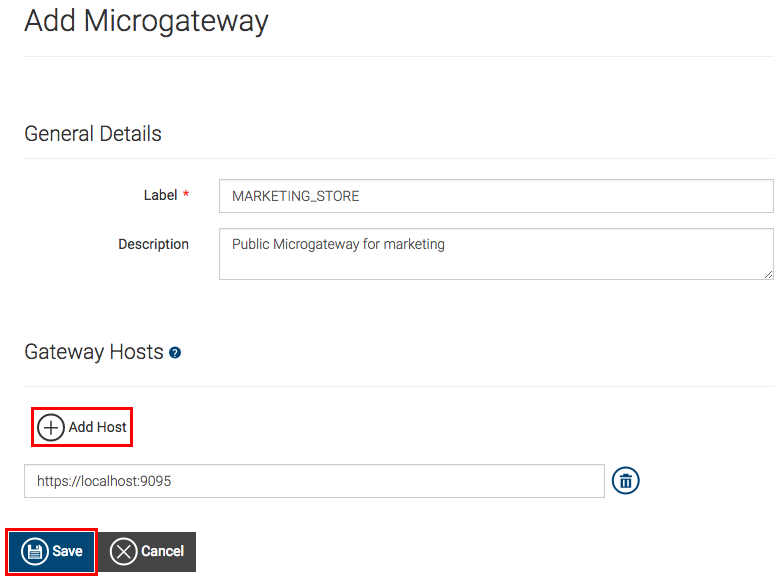 Add Microgateway
General Details
Label *
MARKETING_STORE
Description
Public Microgateway for marketing
Gateway Hosts ?
Add Host
https://localhost:9095
Save
Cancel